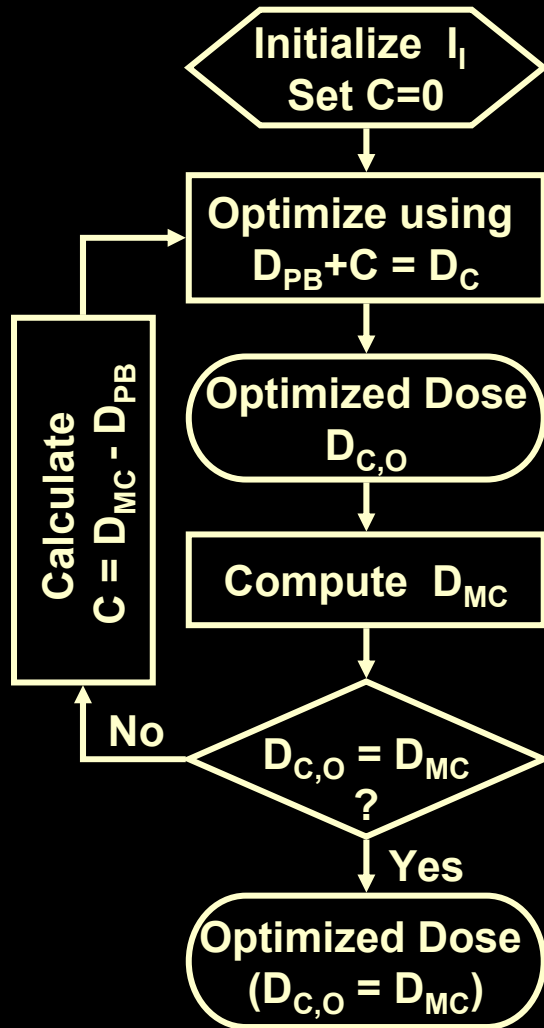 Initialize I_I
Set C=0
Optimize using
D_PB+C = D_C
Optimized Dose
D_C,O
Compute D_MC
D_C,O = D_MC
?
No
Calculate
C = D_MC - D_PB
Yes
Optimized Dose
(D_C,O = D_MC)